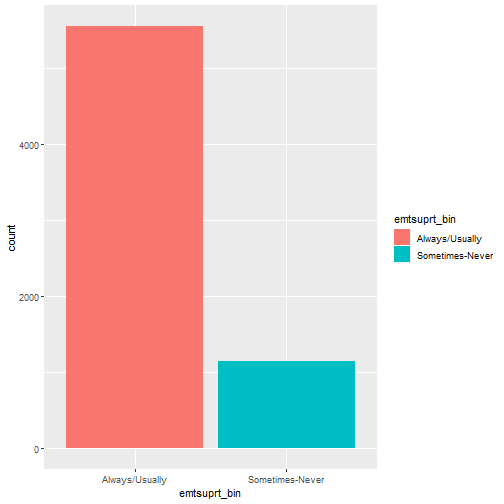 4000
2000
0
count
Always/Usually
Sometimes-Never
emtsuprt_bin
emtsuprt_bin
Always/Usually
Sometimes-Never